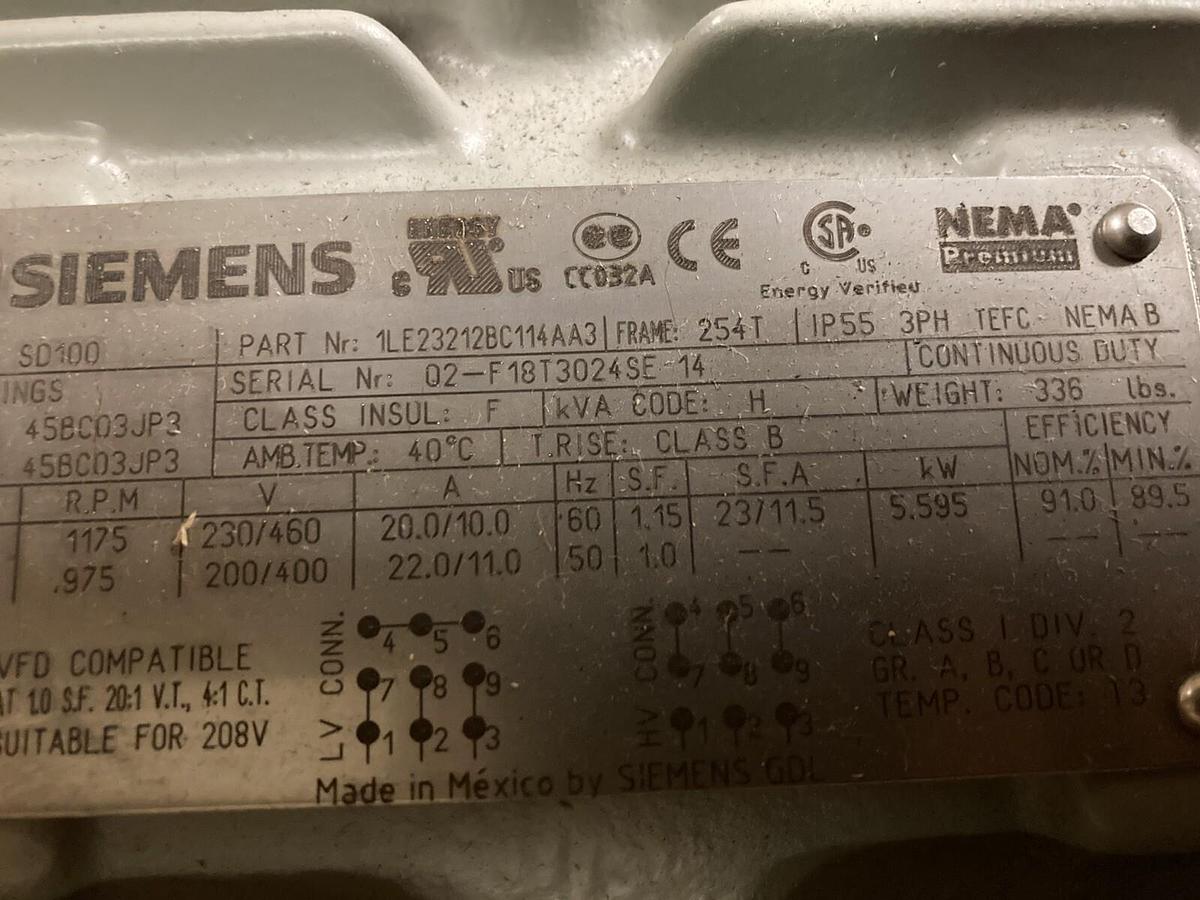 SIEMENS
ENERGY
c UR US
CC032A
CE
CSA
C US
Energy Verified
NEMA
Premium
SD100
PART Nr: 1LE23212BC114AA3
FRAME: 254T
IP55 3PH TEFC NEMA B
INGS
SERIAL Nr: 02-F18T3024SE-14
CONTINUOUS DUTY
45BC03JP3
CLASS INSUL: F
kVA CODE: H
WEIGHT: 336 lbs.
45BC03JP3
AMB.TEMP.: 40°C
T.RISE: CLASS B
EFFICIENCY
R.P.M V A Hz S.F. S.F.A kW NOM.% MIN.%
1175 230/460 20.0/10.0 60 1.15 23/11.5 5.595 91.0 89.5
975 200/400 22.0/11.0 50 1.0 -- -- --
VFD COMPATIBLE
AT 1.0 S.F. 20:1 V.T., 4:1 C.T.
SUITABLE FOR 208V
LV CONN.
4 5 6
7 8 9
1 2 3
HV CONN.
4 5 6
7 8 9
1 2 3
CLASS I DIV. 2
GR. A, B, C OR D
TEMP. CODE: T3
Made in México by SIEMENS GDL